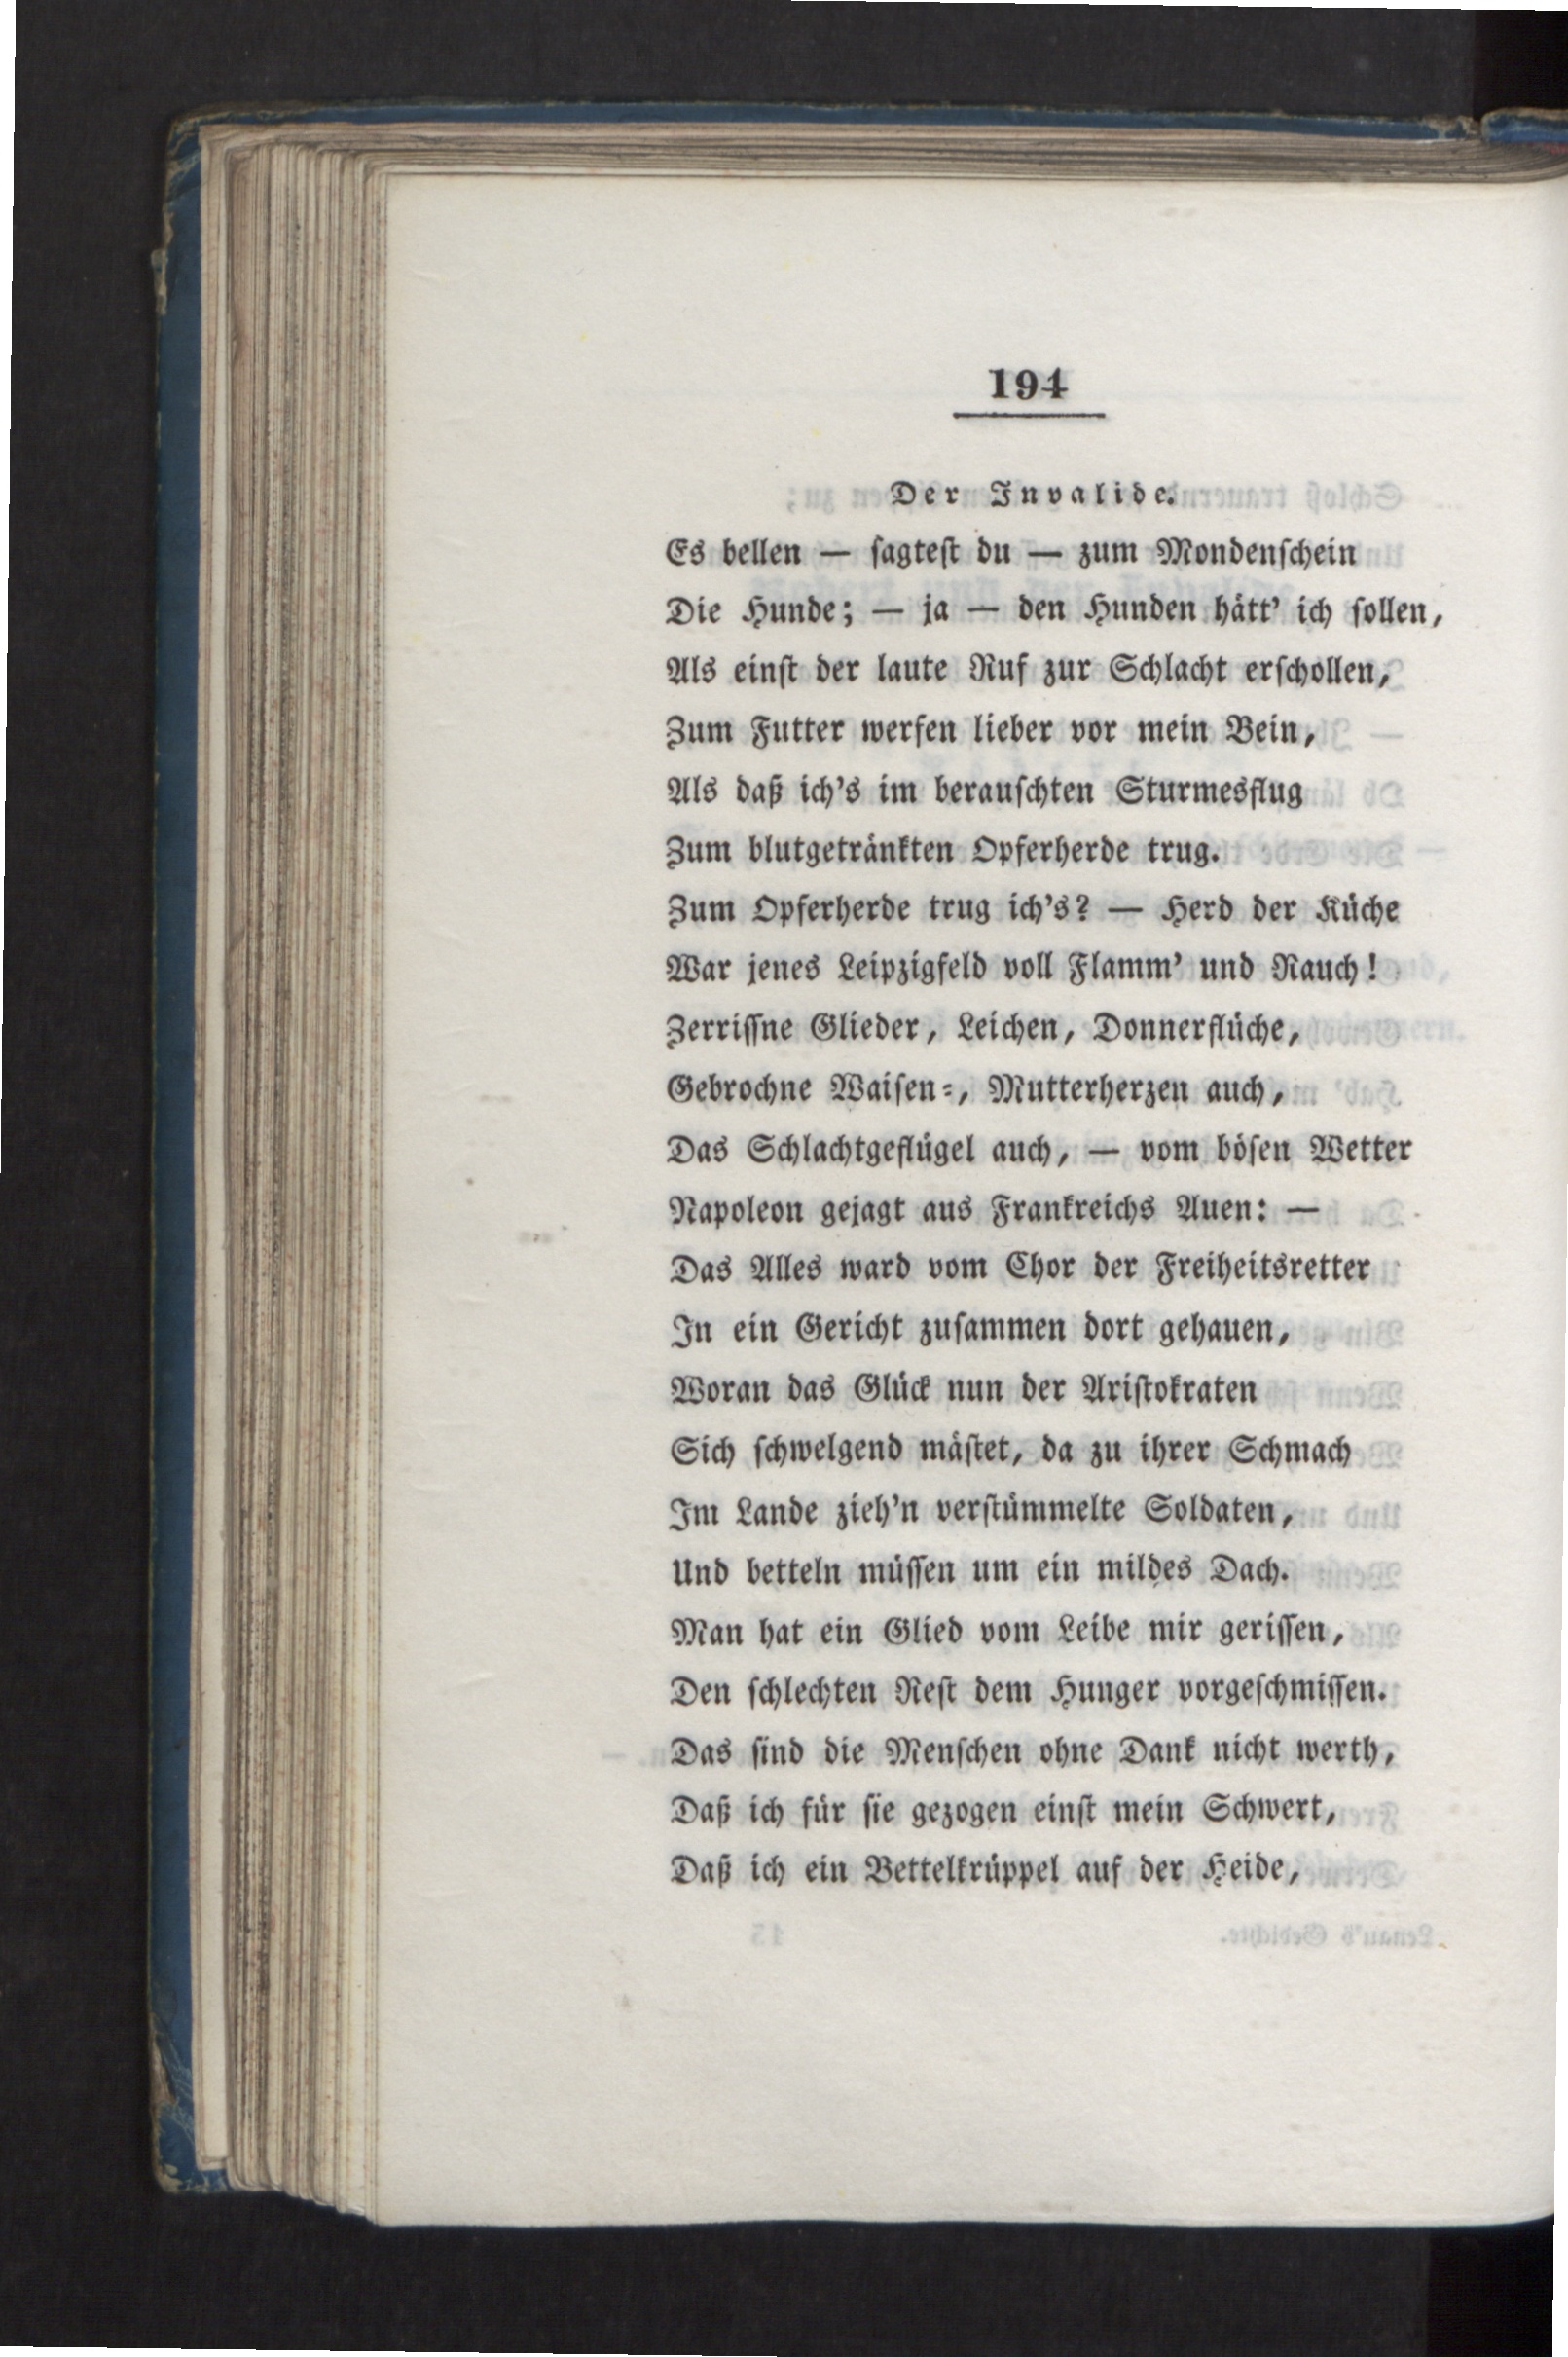 194
Der Invalide.
Es bellen — ſagteſt du — zum Mondenſchein
Die Hunde; — ja — den Hunden hätt’ ich ſollen,
Als einſt der laute Ruf zur Schlacht erſchollen,
Zum Futter werfen lieber vor mein Bein,
Als daß ich’s im berauſchten Sturmesflug
Zum blutgetränkten Opferherde trug.
Zum Opferherde trug ich’s? — Herd der Küche
War jenes Leipzigfeld voll Flamm’ und Rauch!
Zerriſſne Glieder, Leichen, Donnerflüche,
Gebrochne Waiſen-, Mutterherzen auch,
Das Schlachtgeflügel auch, — vom böſen Wetter
Napoleon gejagt aus Frankreichs Auen: —
Das Alles ward vom Chor der Freiheitsretter
In ein Gericht zuſammen dort gehauen,
Woran das Glück nun der Ariſtokraten
Sich ſchwelgend mäſtet, da zu ihrer Schmach
Im Lande zieh’n verſtümmelte Soldaten,
Und betteln müſſen um ein mildes Dach.
Man hat ein Glied vom Leibe mir geriſſen,
Den ſchlechten Reſt dem Hunger vorgeſchmiſſen.
Das ſind die Menſchen ohne Dank nicht werth,
Daß ich für ſie gezogen einſt mein Schwert,
Daß ich ein Bettelkrüppel auf der Heide,